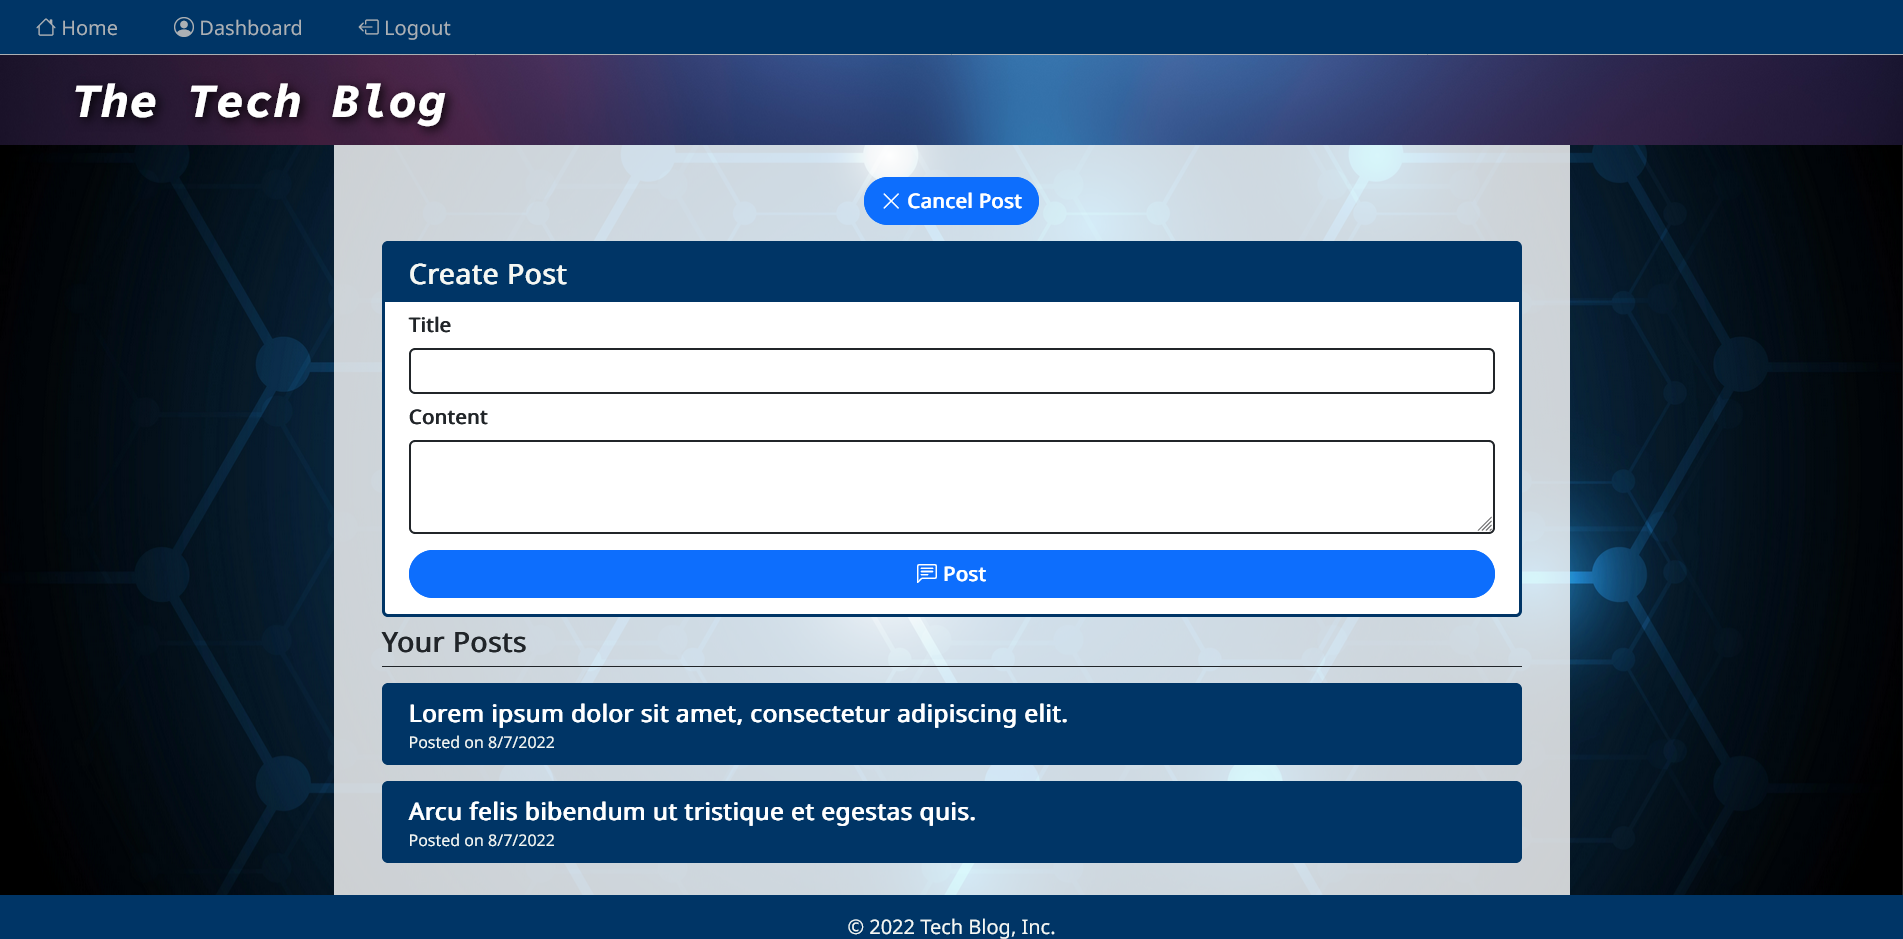 Home Dashboard Logout
The Tech Blog
Cancel Post
Create Post
Title
Content
Post
Your Posts
Lorem ipsum dolor sit amet, consectetur adipiscing elit.
Posted on 8/7/2022
Arcu felis bibendum ut tristique et egestas quis.
Posted on 8/7/2022
© 2022 Tech Blog, Inc.